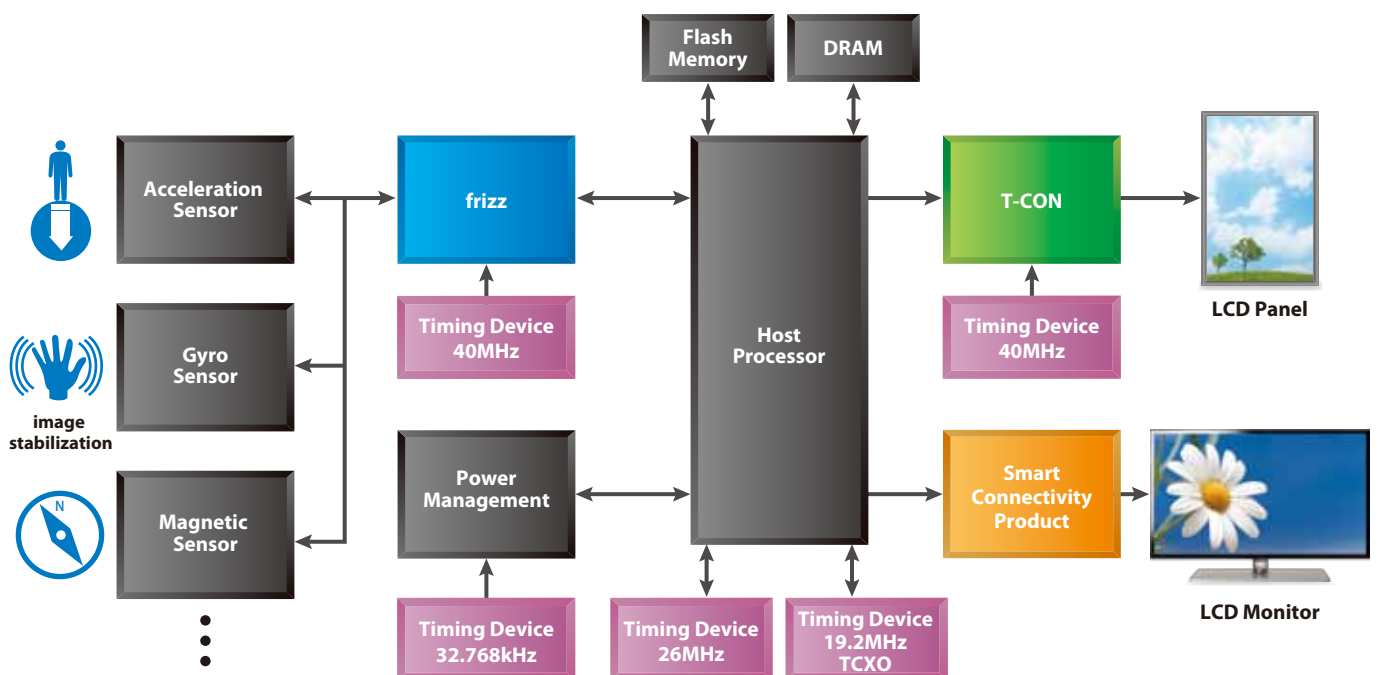 Flash
Memory
DRAM
Acceleration
Sensor
frizz
T-CON
LCD Panel
Timing Device
40MHz
Host
Processor
Timing Device
40MHz
Gyro
Sensor
image
stabilization
Power
Management
Smart
Connectivity
Product
N
Magnetic
Sensor
LCD Monitor
Timing Device
32.768kHz
Timing Device
26MHz
Timing Device
19.2MHz
TCXO